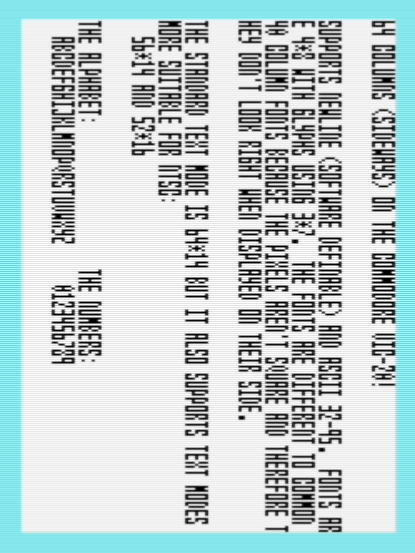 64 COLUMNS (SIDEWAYS) ON THE COMMODORE VIC-20!
SUPPORTS NEWLINE (SOFTWARE DEFINABLE) AND ASCII 32-95. FONTS AR
E 4*8 WITH GLYPHS USING 3*7. THE FONTS ARE DIFFERENT TO COMMON
40 COLUMN FONTS BECAUSE THE PIXELS AREN'T SQUARE AND THEREFORE T
HEY DON'T LOOK RIGHT WHEN DISPLAYED ON THEIR SIDE.
THE STANDARD TEXT MODE IS 64*14 BUT IT ALSO SUPPORTS TEXT MODES
MORE SUITABLE FOR NTSC:
56*14 AND 52*16
THE ALPHABET: THE NUMBERS:
ABCDEFGHIJKLMNOPQRSTUVWXYZ 0123456789